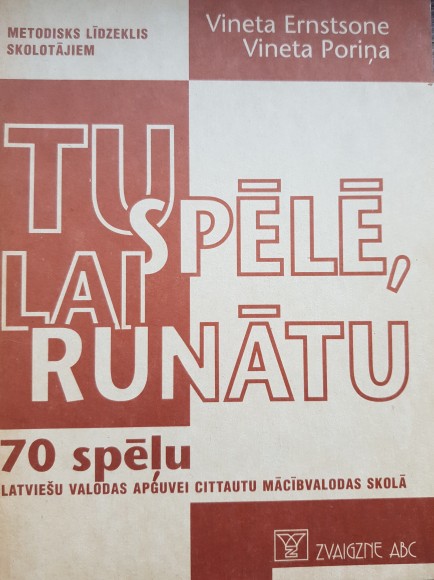 METODISKS LĪDZEKLIS
SKOLOTĀJIEM
Vineta Ernstsone
Vineta Poriņa
TU
SPĒLĒ,
LAI
RUNĀTU
70 spēļu
LATVIEŠU VALODAS APGUVEI CITTAUTU MĀCĪBVALODAS SKOLĀ
ZVAIGZNE ABC